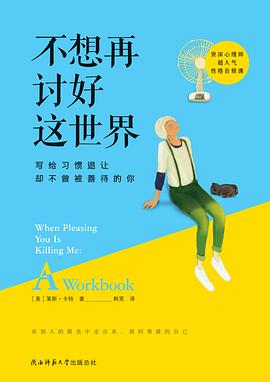 不想再
讨好
这世界
资深心理师
超人气
性格自修课
写给习惯退让
却不曾被善待的你
When Pleasing
You Is
Killing Me:
A Workbook
[美] 莱斯·卡特 著 韩笑 译
从别人的眼光中走出来，找回勇敢的自己
陕西师范大学出版总社